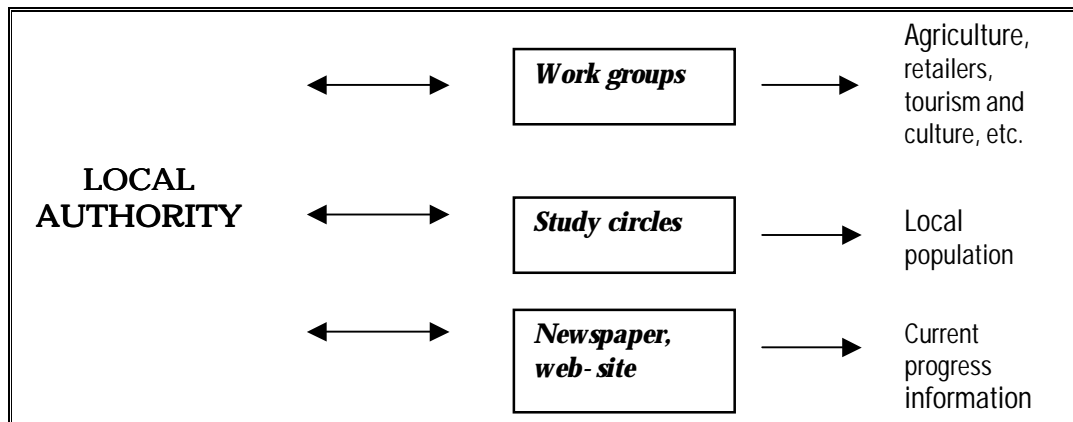 LOCAL
AUTHORITY
Work groups
Agriculture,
retailers,
tourism and
culture, etc.
Study circles
Local
population
Newspaper,
web-site
Current
progress
information